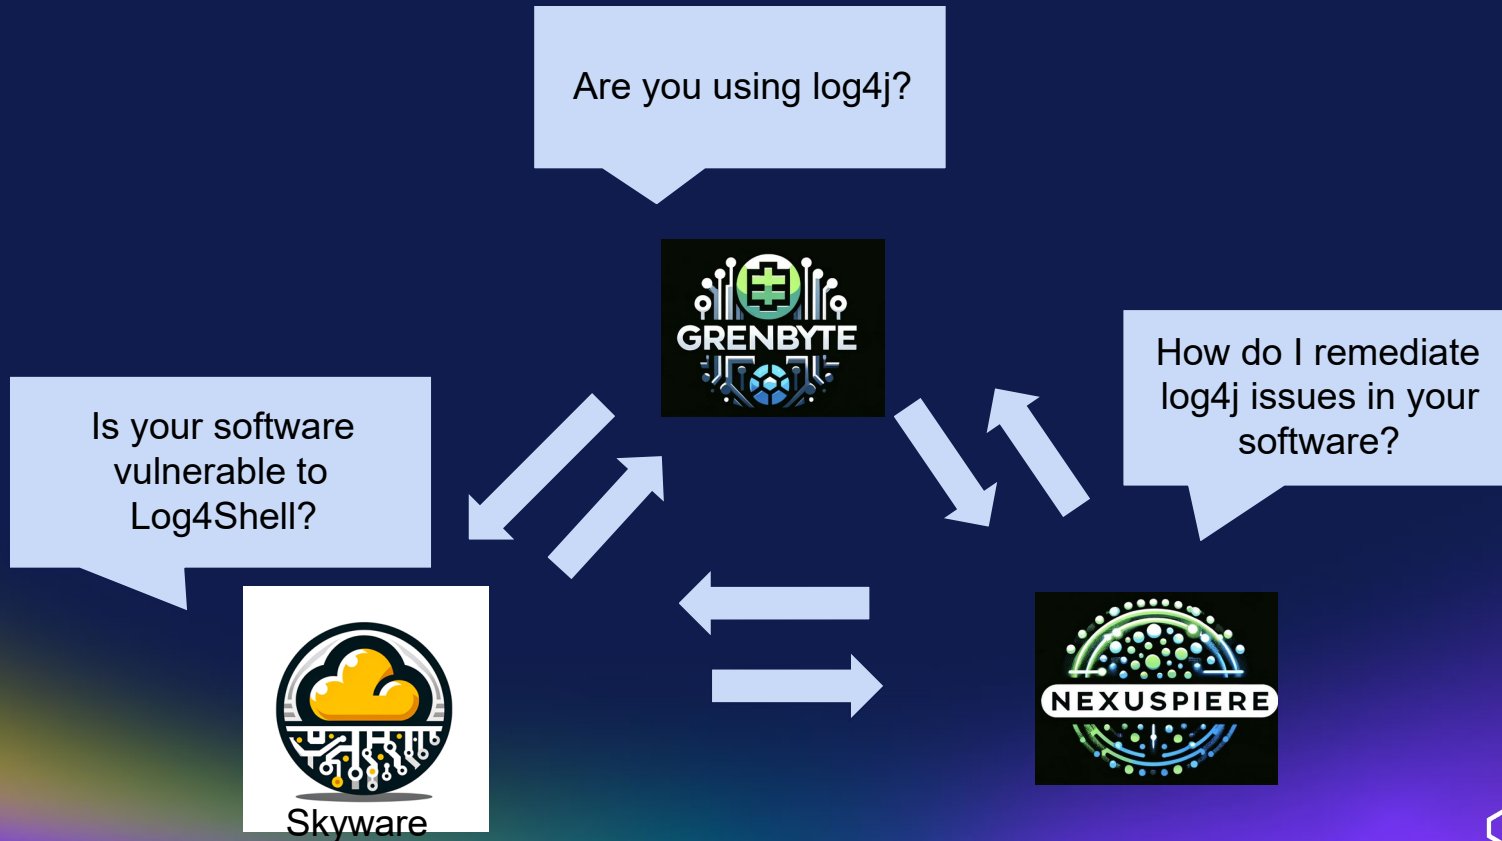 Are you using log4j?
GRENBYTE
How do I remediate
log4j issues in your
software?
Is your software
vulnerable to
Log4Shell?
NEXUSPIERE
Skyware